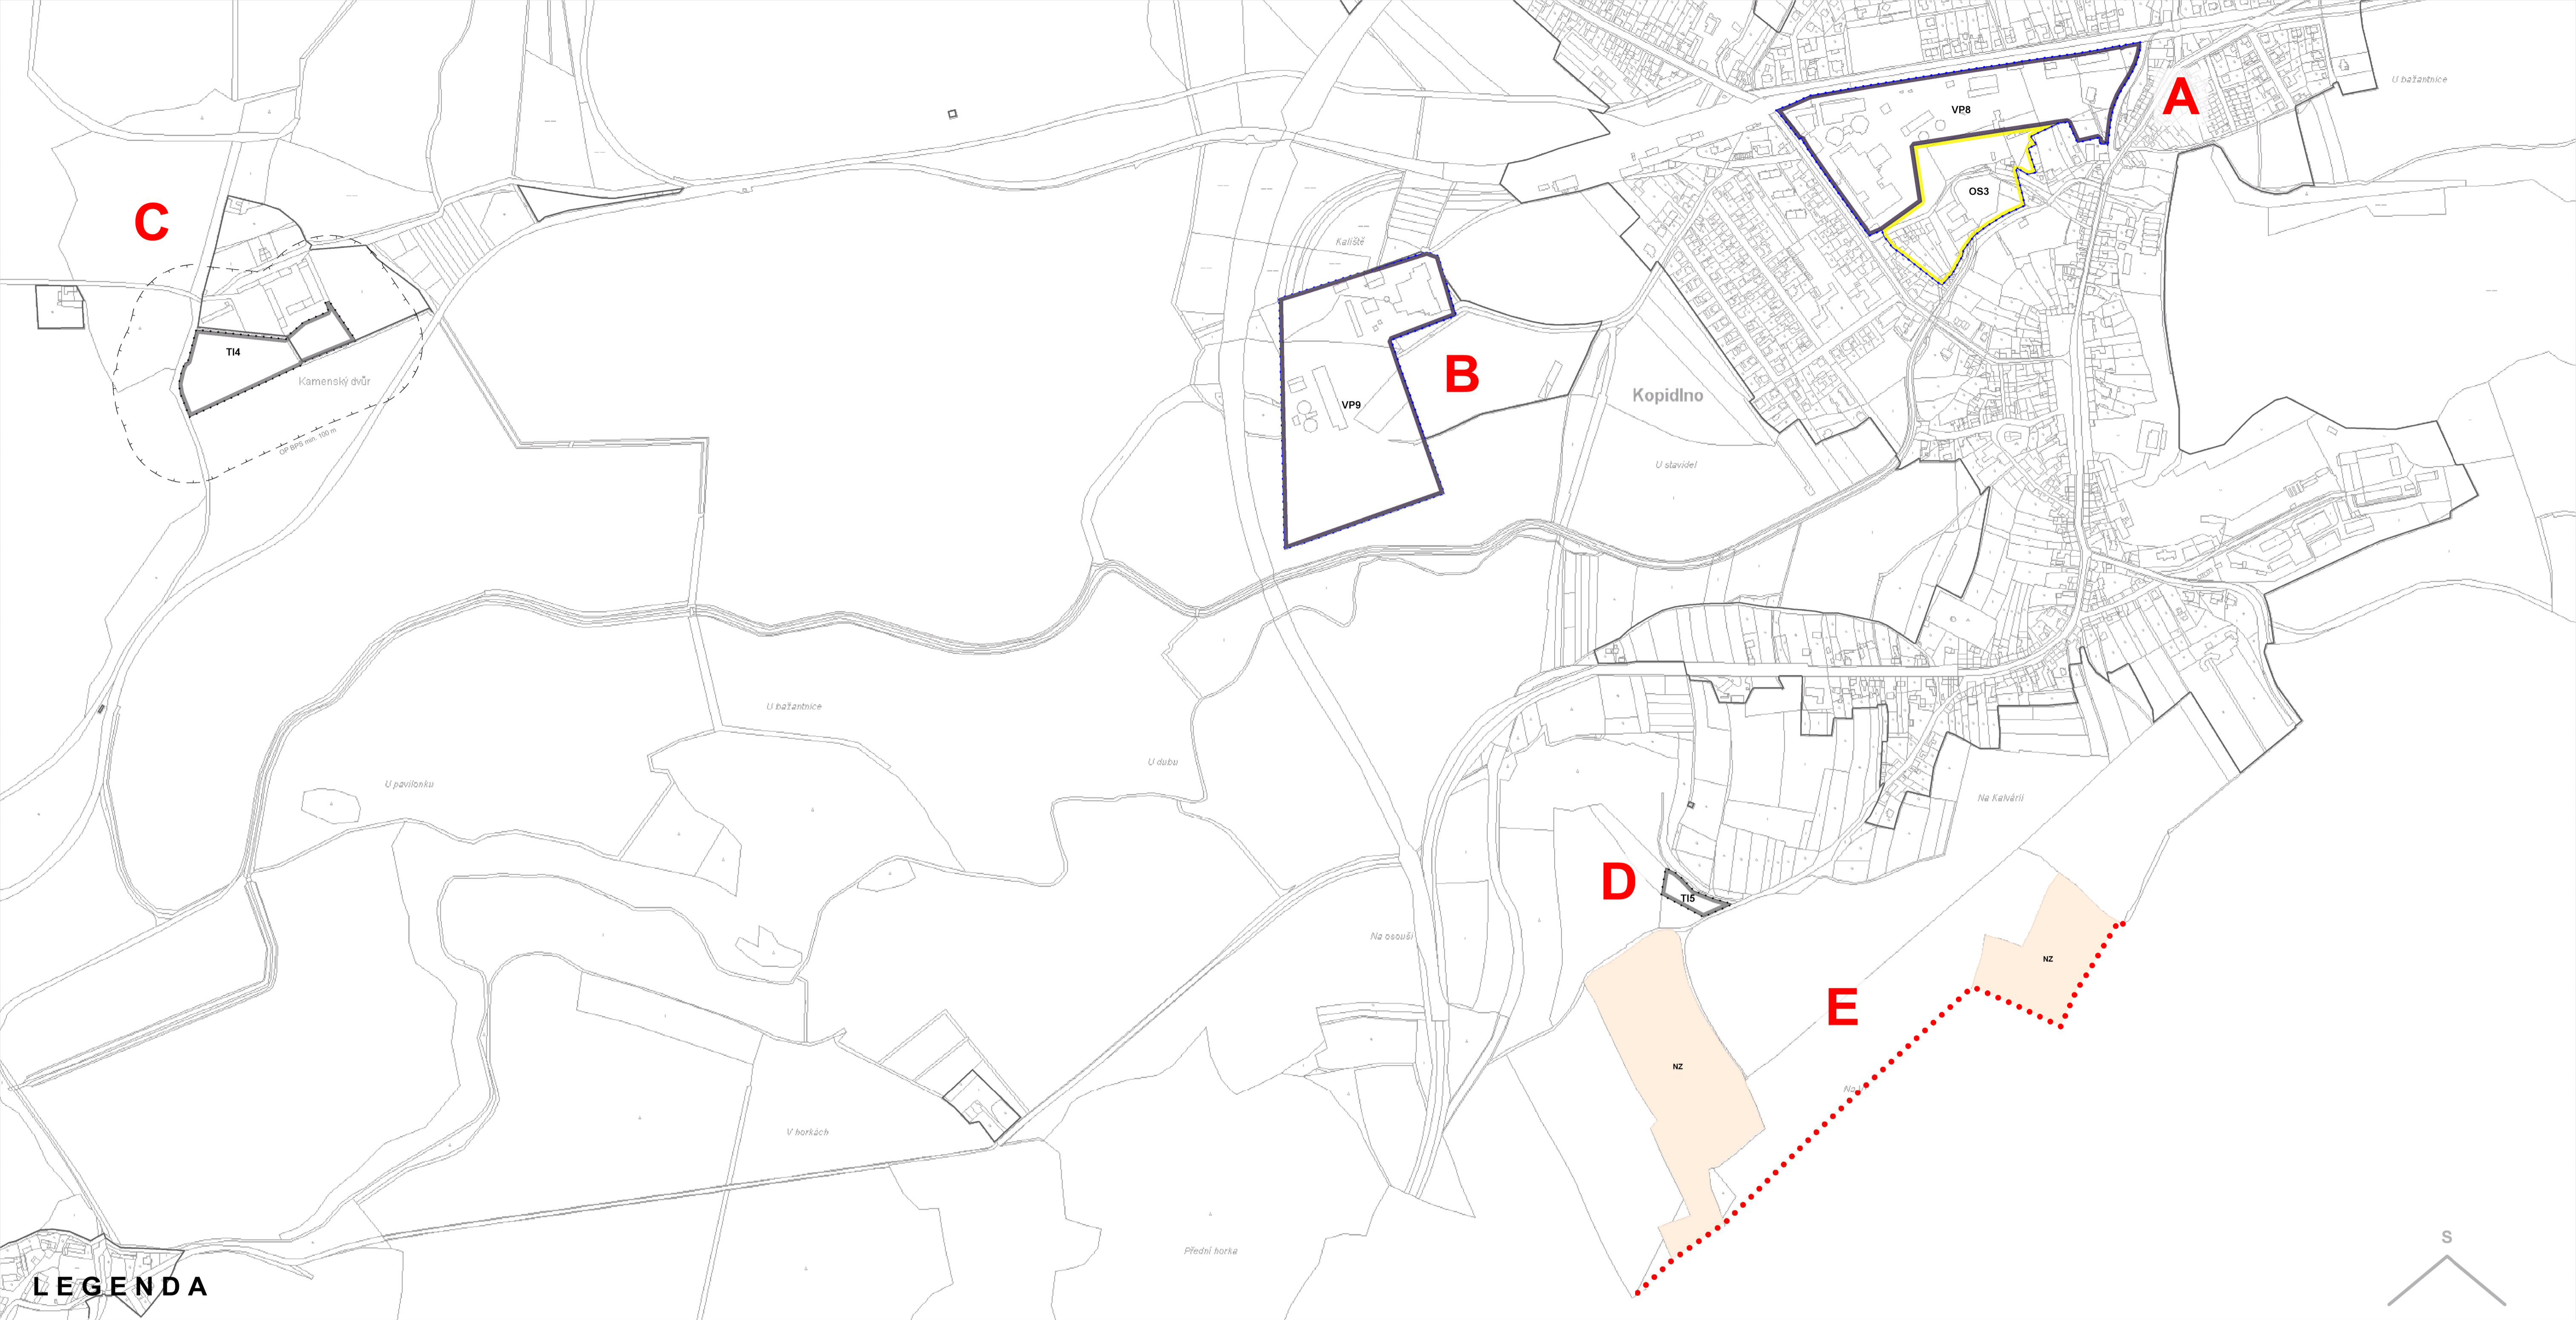 U bažantnice
A
VP8
OS3
C
Kaliště
TI4
Kamenský dvůr
B
VP9
Kopidlno
OP BPS min. 100 m
U stavidel
U bažantnice
U dubu
U pavilonku
Na Kalvárii
D
TI5
Na osouši
NZ
E
NZ
V horkách
Přední horka
S
LEGENDA